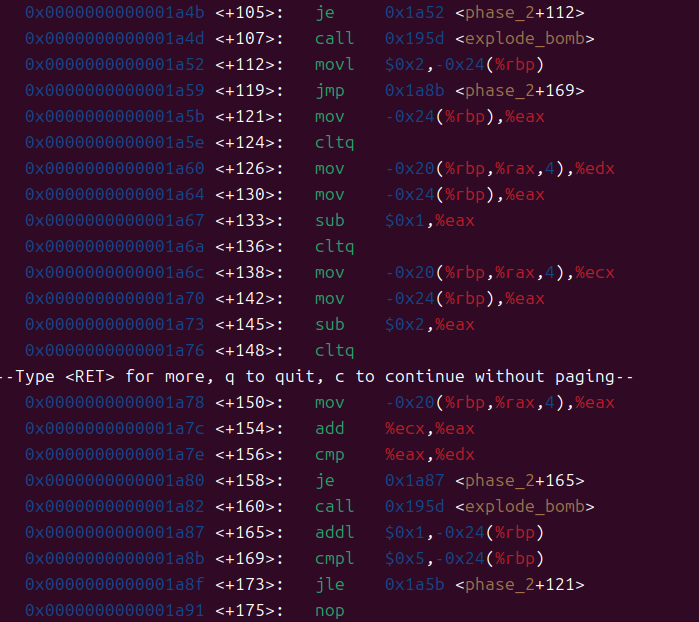 0x0000000000001a4b <+105>: je 0x1a52 <phase_2+112>
0x0000000000001a4d <+107>: call 0x195d <explode_bomb>
0x0000000000001a52 <+112>: movl $0x2,-0x24(%rbp)
0x0000000000001a59 <+119>: jmp 0x1a8b <phase_2+169>
0x0000000000001a5b <+121>: mov -0x24(%rbp),%eax
0x0000000000001a5e <+124>: cltq
0x0000000000001a60 <+126>: mov -0x20(%rbp,%rax,4),%edx
0x0000000000001a64 <+130>: mov -0x24(%rbp),%eax
0x0000000000001a67 <+133>: sub $0x1,%eax
0x0000000000001a6a <+136>: cltq
0x0000000000001a6c <+138>: mov -0x20(%rbp,%rax,4),%ecx
0x0000000000001a70 <+142>: mov -0x24(%rbp),%eax
0x0000000000001a73 <+145>: sub $0x2,%eax
0x0000000000001a76 <+148>: cltq
--Type <RET> for more, q to quit, c to continue without paging--
0x0000000000001a78 <+150>: mov -0x20(%rbp,%rax,4),%eax
0x0000000000001a7c <+154>: add %ecx,%eax
0x0000000000001a7e <+156>: cmp %eax,%edx
0x0000000000001a80 <+158>: je 0x1a87 <phase_2+165>
0x0000000000001a82 <+160>: call 0x195d <explode_bomb>
0x0000000000001a87 <+165>: addl $0x1,-0x24(%rbp)
0x0000000000001a8b <+169>: cmpl $0x5,-0x24(%rbp)
0x0000000000001a8f <+173>: jle 0x1a5b <phase_2+121>
0x0000000000001a91 <+175>: nop